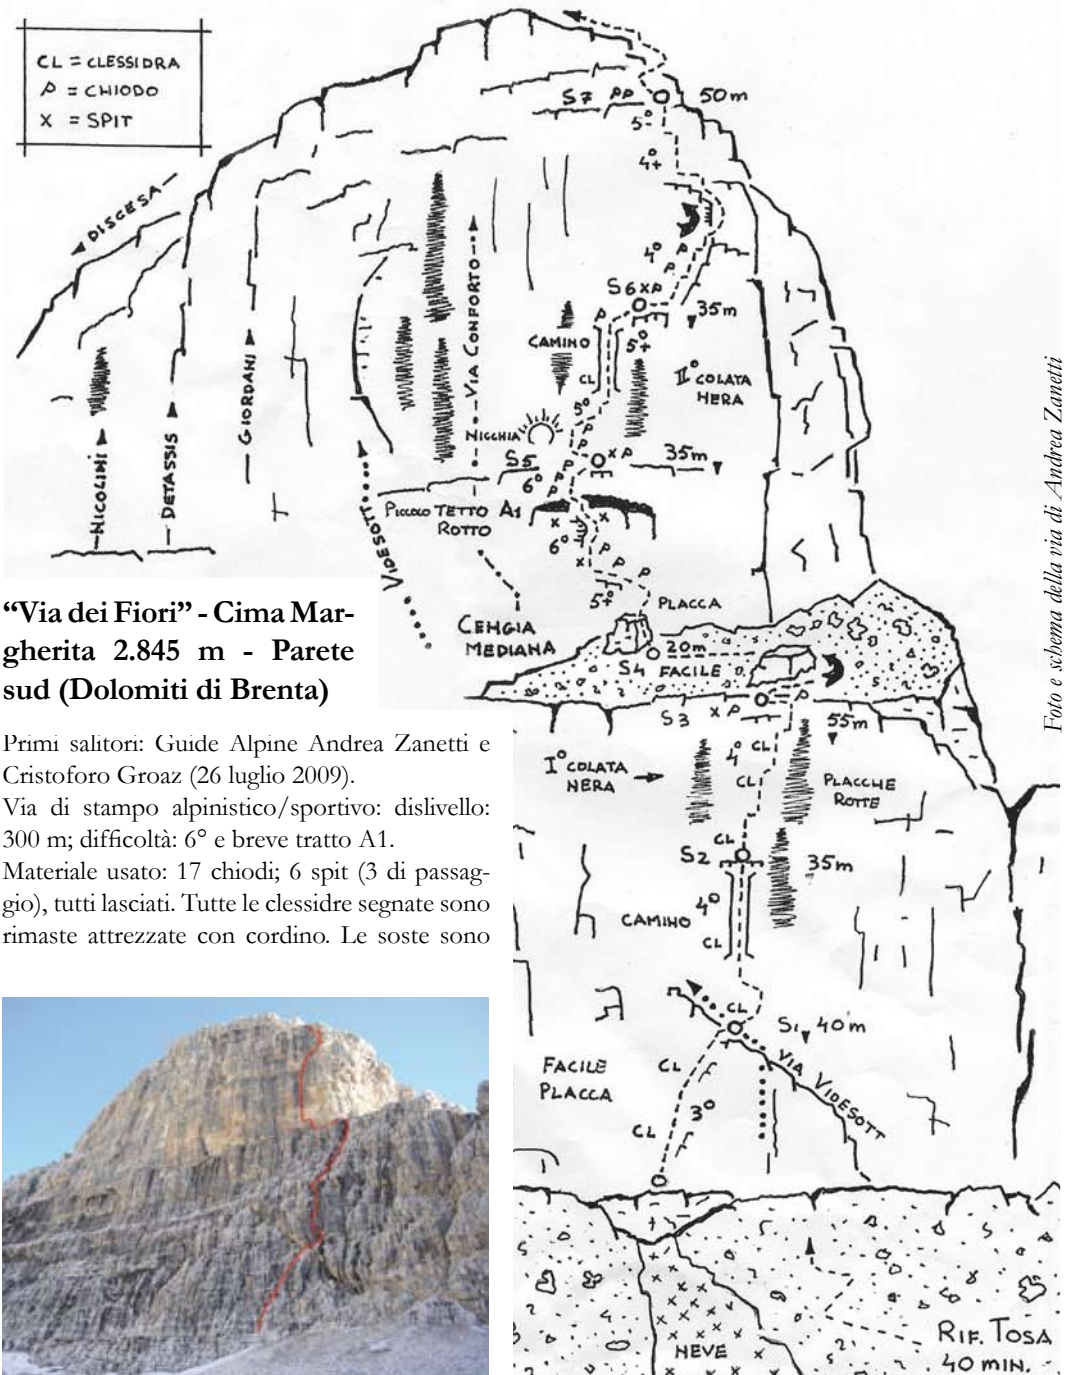 CL = CLESSIDRA
P = CHIODO
X = SPIT
S7 PP
50 m
5°-
4°+
DISCESA
4°
P
P
P
S6 XP
35m
VIA CONFORTO
CAMINO
P
5°+
CL
II° COLATA
NERA
GIORDANI
5°
NICCHIA
P
P
S5
X P
35m
NICOLINI
DETASSIS
6°
P
P
P
P
PICCOLO TETTO A1
ROTTO
X
X
6°
VIDESOTT
X
P
P
P
5°+
PLACCA
CENGIA
MEDIANA
20m
S4 FACILE
S3
X P
P
55m
“Via dei Fiori” - Cima Mar-
gherita 2.845 m - Parete
sud (Dolomiti di Brenta)
Primi salitori: Guide Alpine Andrea Zanetti e
Cristoforo Groaz (26 luglio 2009).
Via di stampo alpinistico/sportivo: dislivello:
300 m; difficoltà: 6° e breve tratto A1.
Materiale usato: 17 chiodi; 6 spit (3 di passag-
gio), tutti lasciati. Tutte le clessidre segnate sono
rimaste attrezzate con cordino. Le soste sono
I° COLATA
NERA
4°
CL
CL
PLACCHE
ROTTE
CL
S2
35m
CAMINO
4°
CL
CL
S1 40m
FACILE
PLACCA
CL
VIA VIDESOTT
3°
CL
NEVE
RIF. TOSA
40 MIN.
Foto e schema della via di Andrea Zanetti